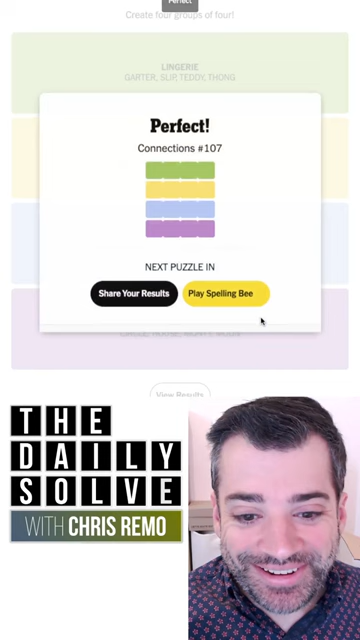 Perfect
Create four groups of four!
LINGERIE
GARTER, SLIP, TEDDY, THONG
Perfect!
Connections #107
NEXT PUZZLE IN
Share Your Results
Play Spelling Bee
View Results
THE
DAILY
SOLVE
WITH CHRIS REMO